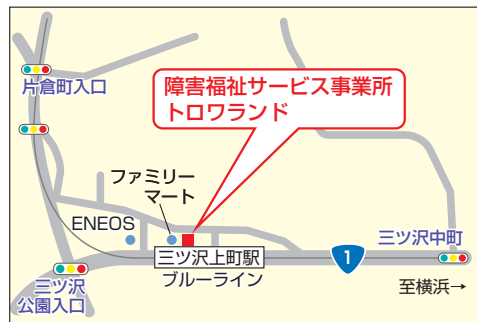 片倉町入口
障害福祉サービス事業所
トロワランド
ファミリー
マート
ENEOS
三ツ沢上町駅
ブルーライン
1
三ツ沢中町
三ツ沢
公園入口
至横浜→